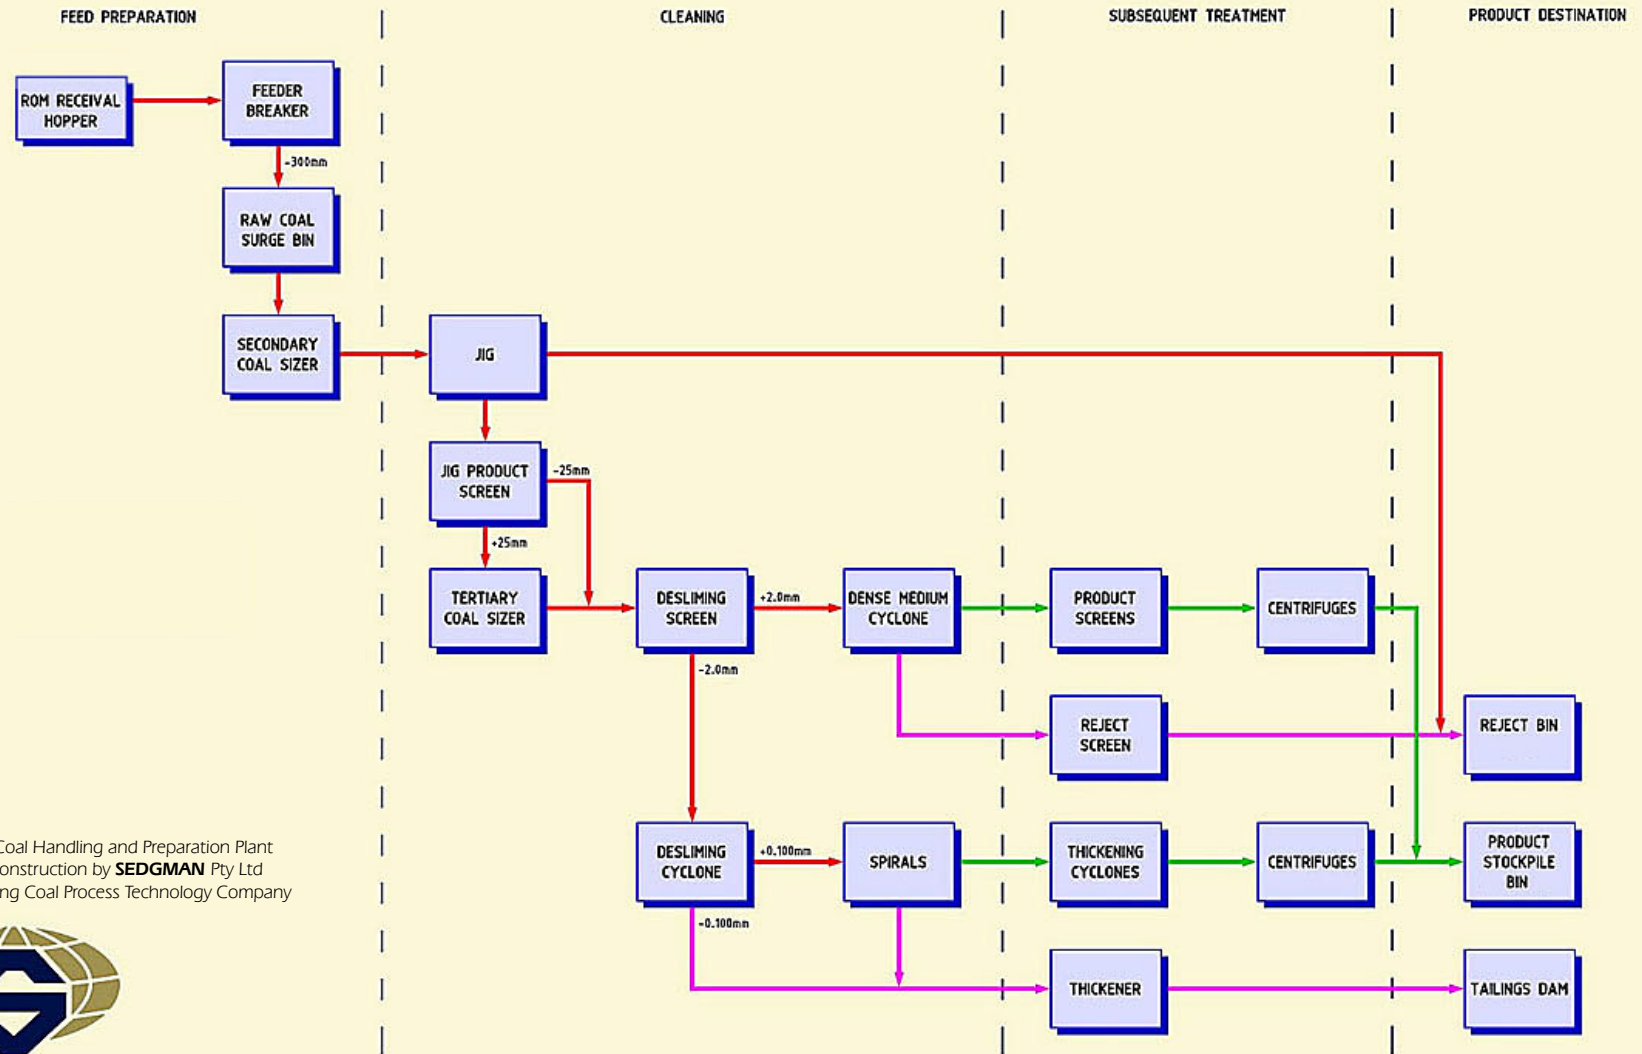 FEED PREPARATION
CLEANING
SUBSEQUENT TREATMENT
PRODUCT DESTINATION
ROM RECEIVAL
HOPPER
FEEDER
BREAKER
-300mm
RAW COAL
SURGE BIN
SECONDARY
COAL SIZER
JIG
JIG PRODUCT
SCREEN
-25mm
+25mm
TERTIARY
COAL SIZER
DESLIMING
SCREEN
+2.0mm
-2.0mm
DENSE MEDIUM
CYCLONE
PRODUCT
SCREENS
CENTRIFUGES
REJECT
SCREEN
REJECT BIN
DESLIMING
CYCLONE
+0.100mm
-0.100mm
SPIRALS
THICKENING
CYCLONES
CENTRIFUGES
PRODUCT
STOCKPILE
BIN
THICKENER
TAILINGS DAM
Coal Handling and Preparation Plant
onstruction by SEDGMAN Pty Ltd
ng Coal Process Technology Company